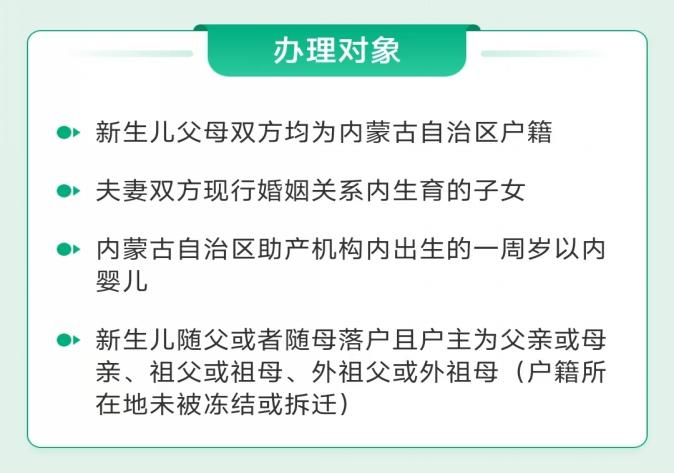 办理对象
新生儿父母双方均为内蒙古自治区户籍
夫妻双方现行婚姻关系内生育的子女
内蒙古自治区助产机构内出生的一周岁以内
婴儿
新生儿随父或者随母落户且户主为父亲或母
亲、祖父或祖母、外祖父或外祖母（户籍所
在地未被冻结或拆迁）